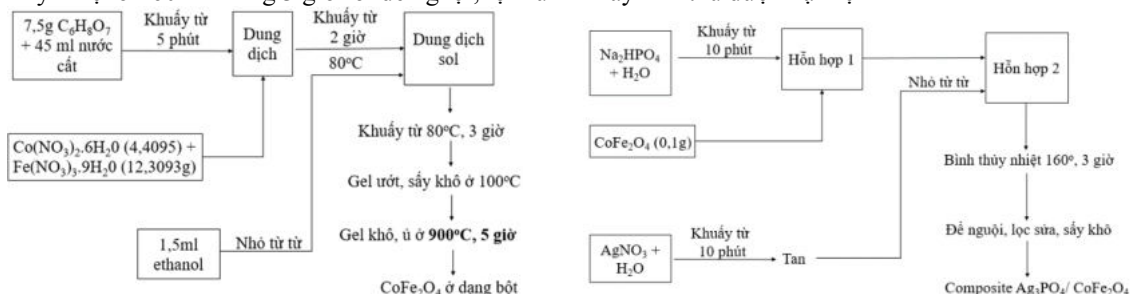 7,5g C₆H₈O₇
+ 45 ml nước
cất
Khuấy từ
5 phút
Dung
dịch
Khuấy từ
2 giờ
80°C
Dung dịch
sol
Co(NO₃)₂.6H₂0 (4,4095) +
Fe(NO₃)₃.9H₂0 (12,3093g)
1,5ml
ethanol
Nhỏ từ từ
Khuấy từ 80°C, 3 giờ
Gel ướt, sấy khô ở 100°C
Gel khô, ủ ở 900°C, 5 giờ
CoFe₂O₄ ở dạng bột
Na₂HPO₄
+ H₂O
Khuấy từ
10 phút
Hỗn hợp 1
CoFe₂O₄ (0,1g)
Nhỏ từ từ
Hỗn hợp 2
AgNO₃ +
H₂O
Khuấy từ
10 phút
Tan
Bình thủy nhiệt 160°, 3 giờ
Để nguội, lọc sửa, sấy khô
Composite Ag₃PO₄/ CoFe₂O₄